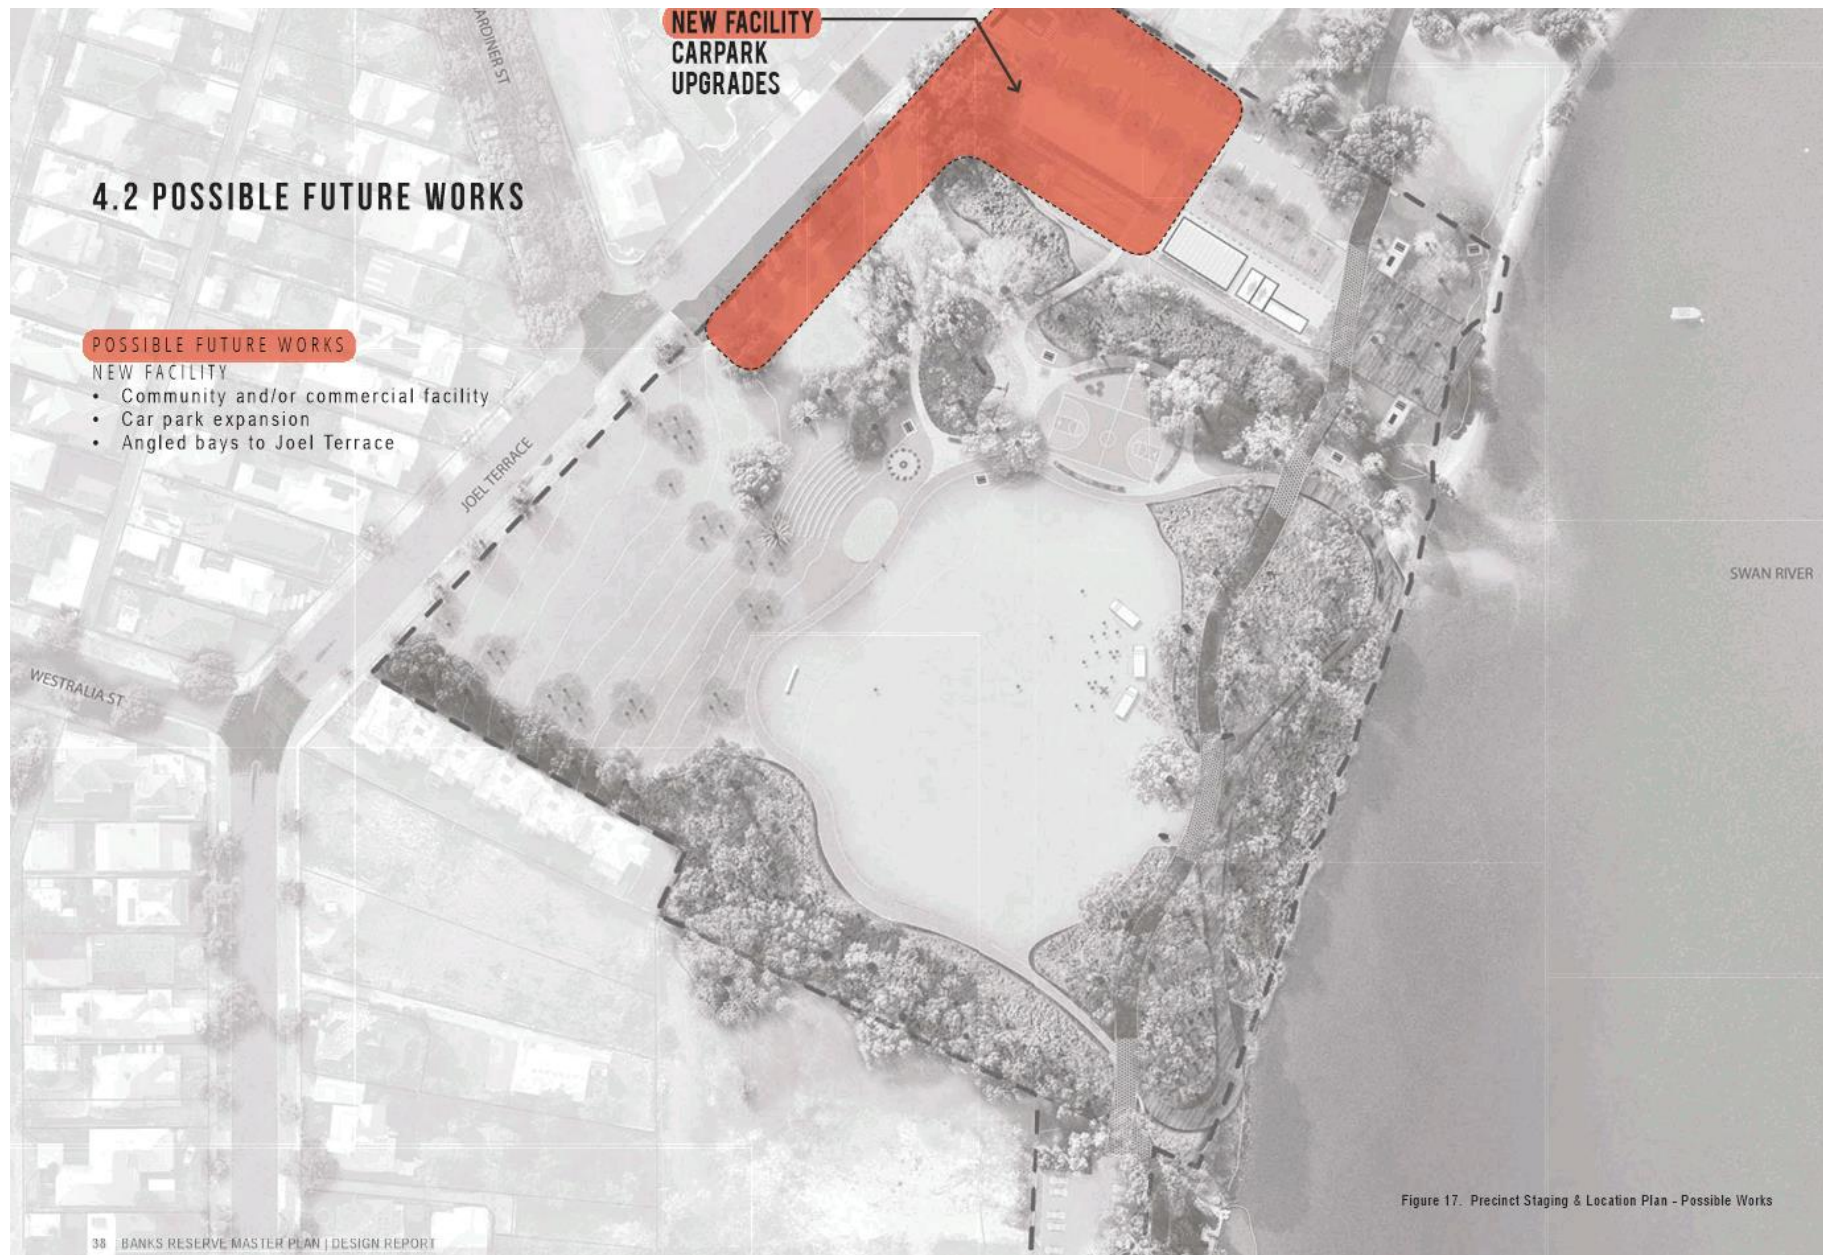 NEW FACILITY
CARPARK
UPGRADES
4.2 POSSIBLE FUTURE WORKS
POSSIBLE FUTURE WORKS
NEW FACILITY
• Community and/or commercial facility
• Car park expansion
• Angled bays to Joel Terrace
ARDINER ST
JOEL TERRACE
WESTRALIA ST
SWAN RIVER
Figure 17. Precinct Staging & Location Plan - Possible Works
38 BANKS RESERVE MASTER PLAN | DESIGN REPORT